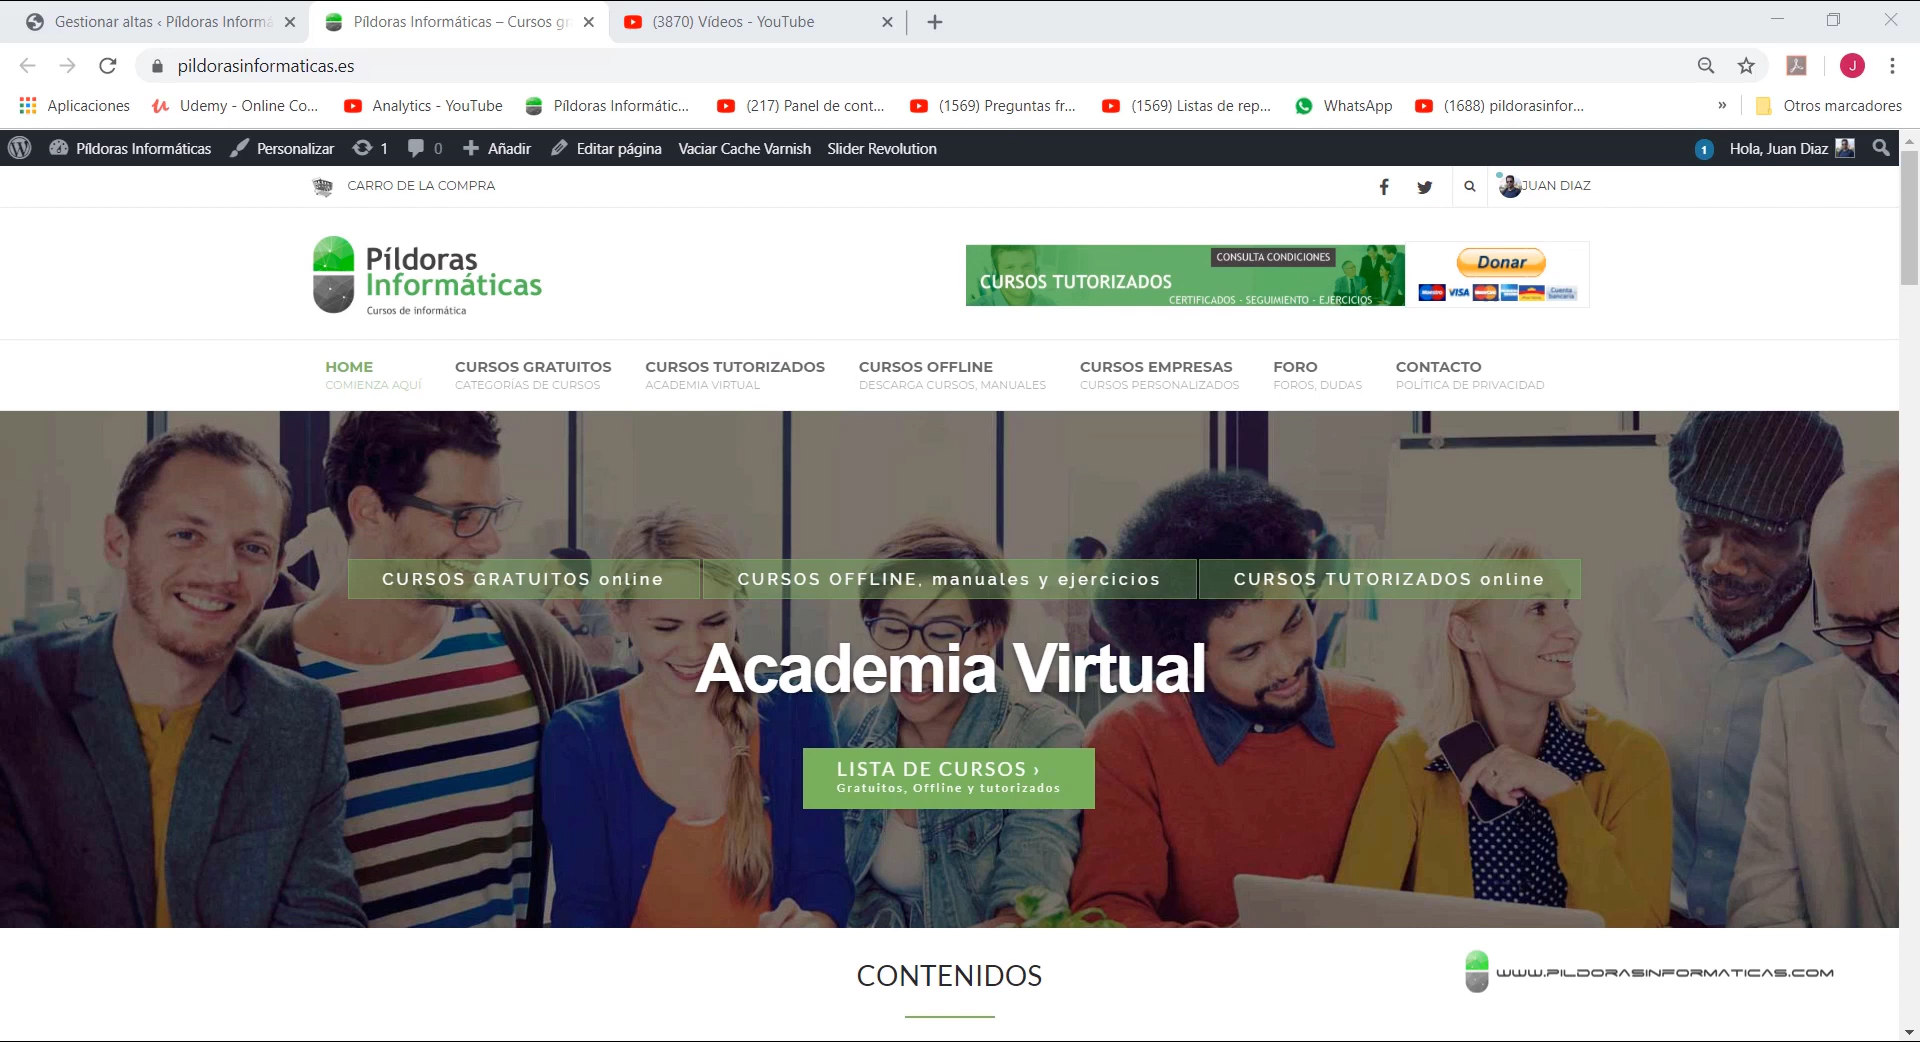 Gestionar altas ‹ Píldoras Informá
Píldoras Informáticas – Cursos gr
(3870) Vídeos - YouTube
pildorasinformaticas.es
J
Aplicaciones
Udemy - Online Co...
Analytics - YouTube
Píldoras Informátic...
(217) Panel de cont...
(1569) Preguntas fr...
(1569) Listas de rep...
WhatsApp
(1688) pildorasinfor...
»
Otros marcadores
Píldoras Informáticas
Personalizar
1
0
Añadir
Editar página
Vaciar Cache Varnish
Slider Revolution
1
Hola, Juan Diaz
CARRO DE LA COMPRA
JUAN DIAZ
Píldoras
Informáticas
Cursos de informática
CONSULTA CONDICIONES
CURSOS TUTORIZADOS
CERTIFICADOS - SEGUIMIENTO - EJERCICIOS
Donar
Maestro VISA
Cuenta bancaria
HOME
COMIENZA AQUÍ
CURSOS GRATUITOS
CATEGORÍAS DE CURSOS
CURSOS TUTORIZADOS
ACADEMIA VIRTUAL
CURSOS OFFLINE
DESCARGA CURSOS, MANUALES
CURSOS EMPRESAS
CURSOS PERSONALIZADOS
FORO
FOROS, DUDAS
CONTACTO
POLÍTICA DE PRIVACIDAD
CURSOS GRATUITOS online
CURSOS OFFLINE, manuales y ejercicios
CURSOS TUTORIZADOS online
Academia Virtual
LISTA DE CURSOS ›
Gratuitos, Offline y tutorizados
CONTENIDOS
WWW.PILDORASINFORMATICAS.COM